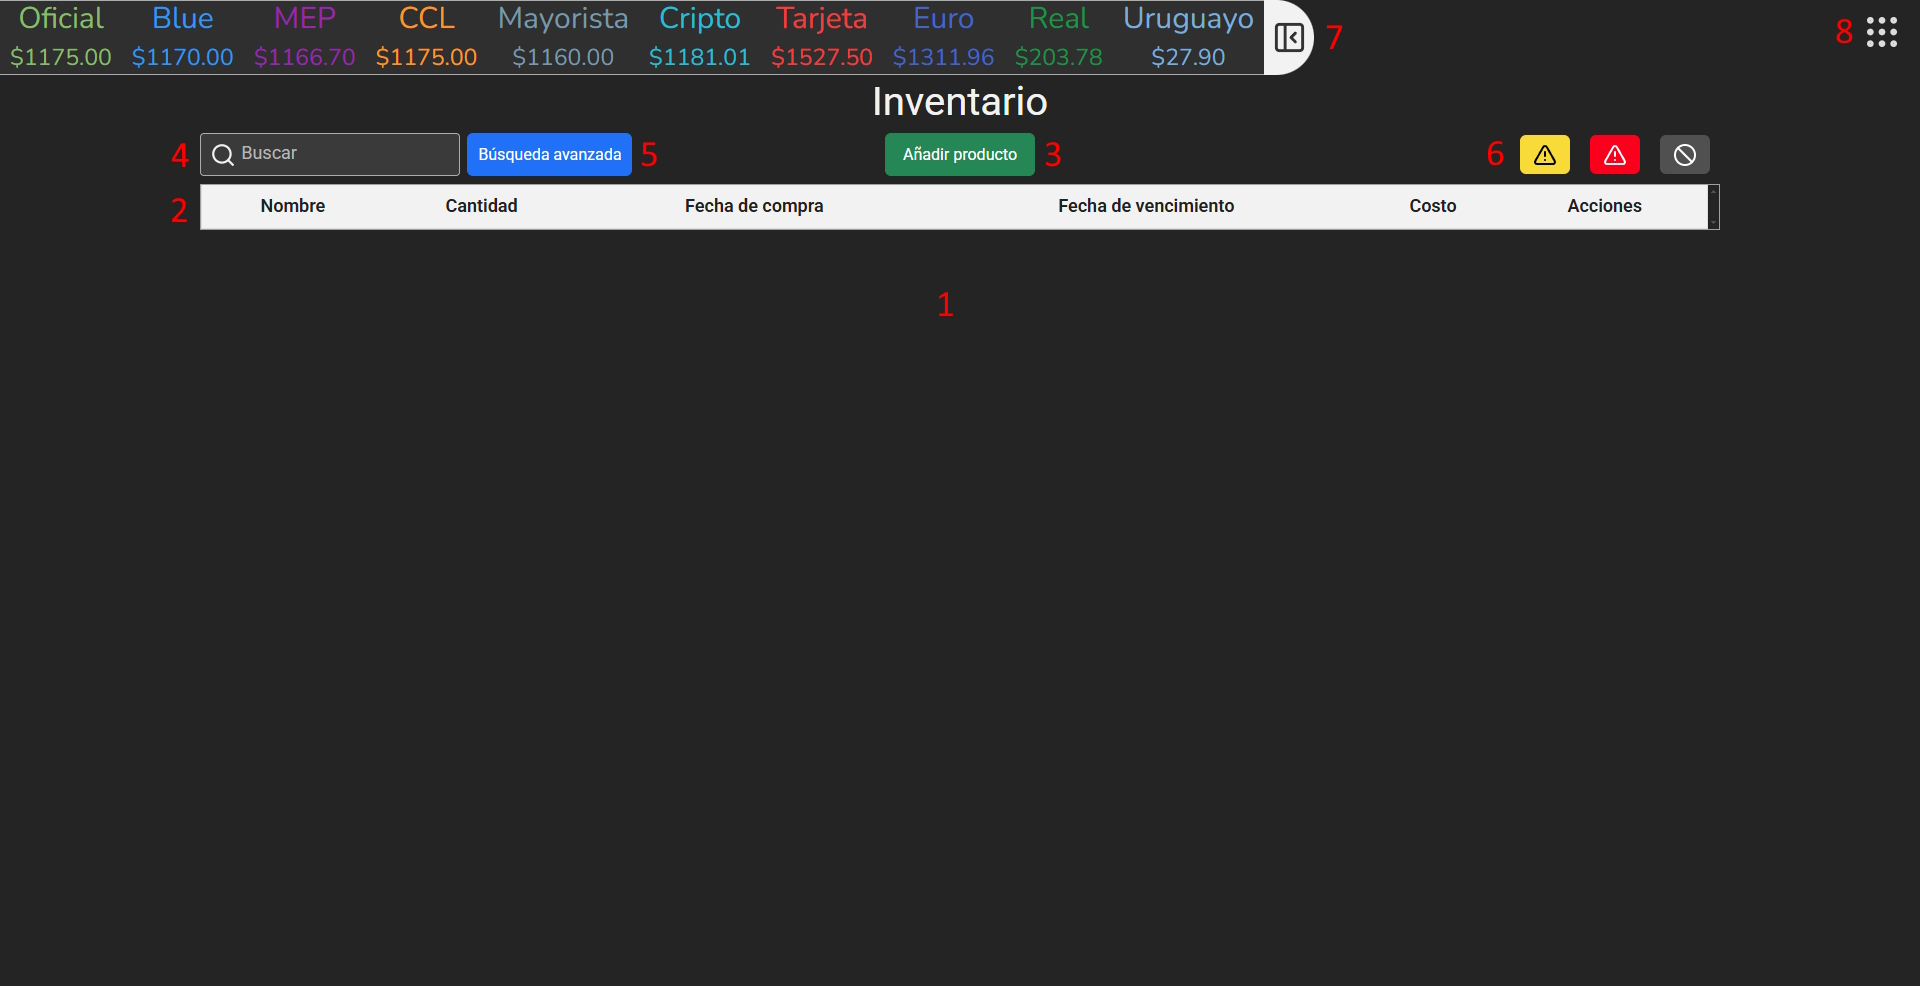 Oficial Blue MEP CCL Mayorista Cripto Tarjeta Euro Real Uruguayo
$1175.00 $1170.00 $1166.70 $1175.00 $1160.00 $1181.01 $1527.50 $1311.96 $203.78 $27.90
7
8
Inventario
4 Buscar Búsqueda avanzada 5 Añadir producto 3 6
2 Nombre Cantidad Fecha de compra Fecha de vencimiento Costo Acciones
1